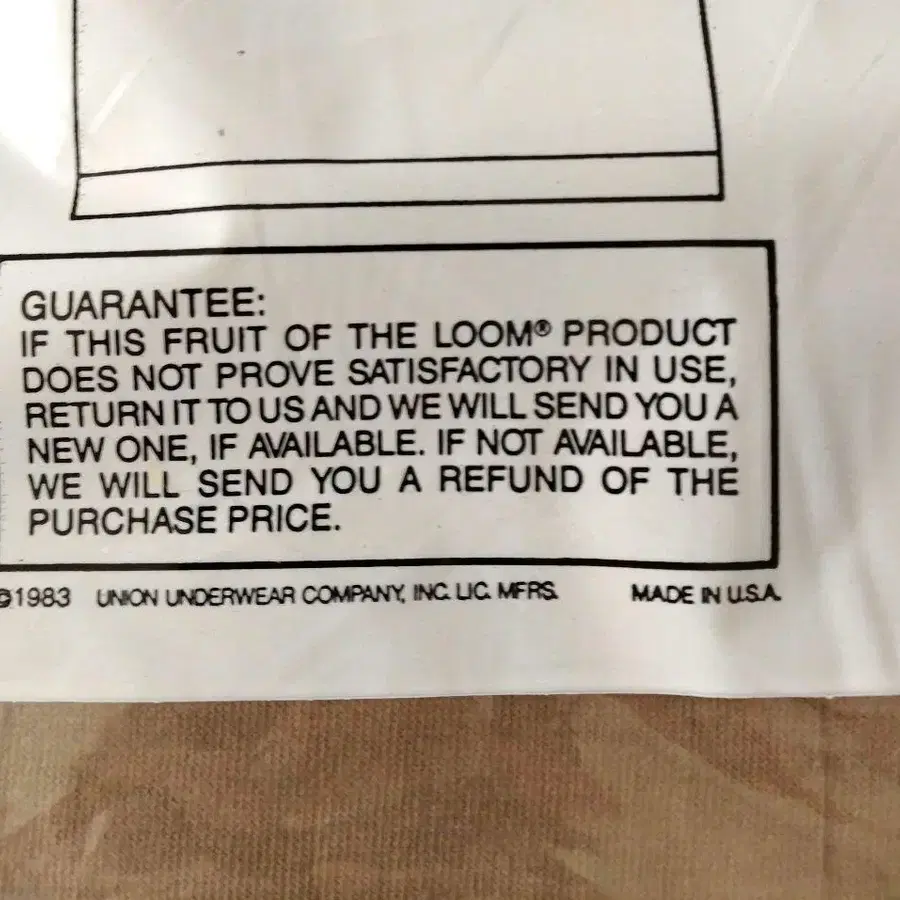 GUARANTEE:
IF THIS FRUIT OF THE LOOM® PRODUCT
DOES NOT PROVE SATISFACTORY IN USE,
RETURN IT TO US AND WE WILL SEND YOU A
NEW ONE, IF AVAILABLE. IF NOT AVAILABLE,
WE WILL SEND YOU A REFUND OF THE
PURCHASE PRICE.
©1983 UNION UNDERWEAR COMPANY, INC. LIC. MFRS. MADE IN U.S.A.